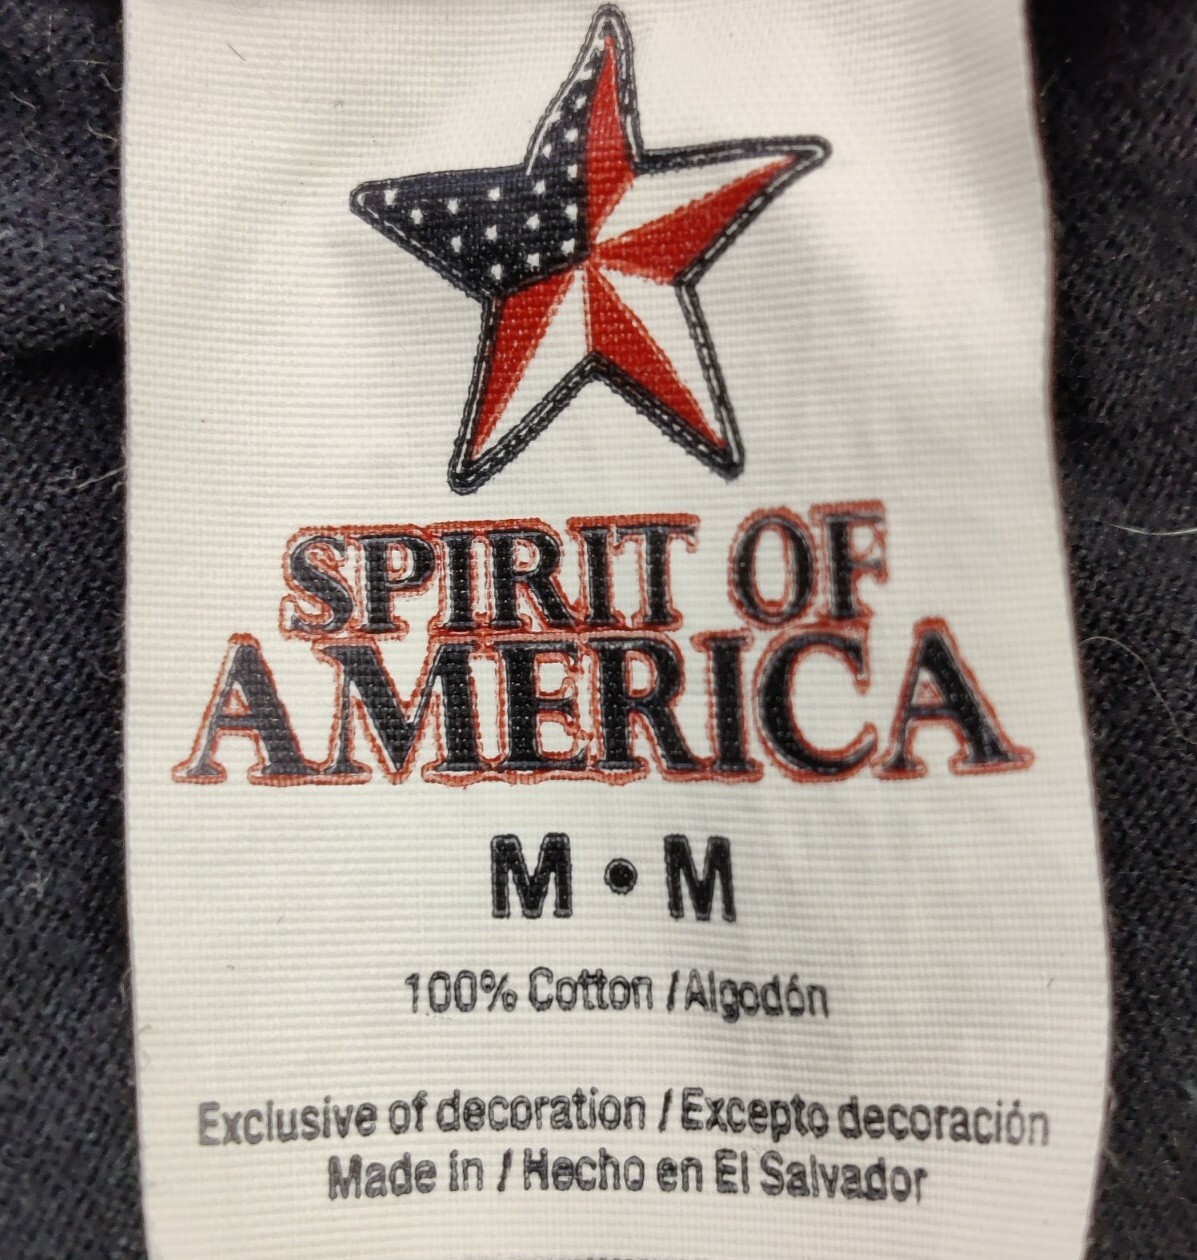 SPIRIT OF
AMERICA
M • M
100% Cotton / Algodón
Exclusive of decoration / Excepto decoración
Made in / Hecho en El Salvador